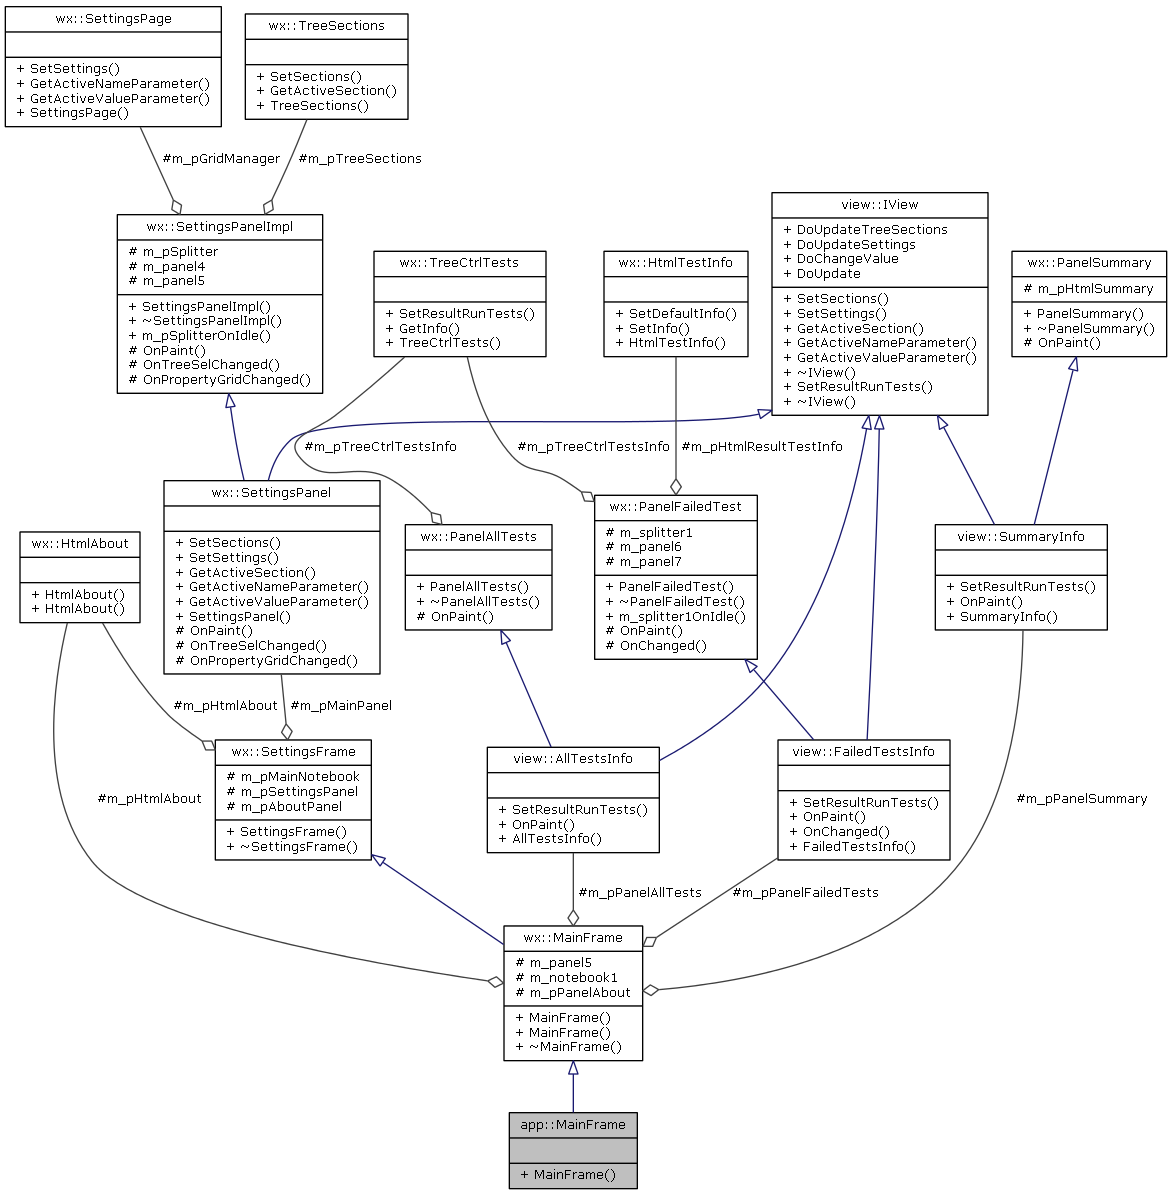 wx::SettingsPage
+ SetSettings()
+ GetActiveNameParameter()
+ GetActiveValueParameter()
+ SettingsPage()
wx::TreeSections
+ SetSections()
+ GetActiveSection()
+ TreeSections()
#m_pGridManager
#m_pTreeSections
wx::SettingsPanelImpl
# m_pSplitter
# m_panel4
# m_panel5
+ SettingsPanelImpl()
+ ~SettingsPanelImpl()
+ m_pSplitterOnIdle()
# OnPaint()
# OnTreeSelChanged()
# OnPropertyGridChanged()
wx::TreeCtrlTests
+ SetResultRunTests()
+ GetInfo()
+ TreeCtrlTests()
wx::HtmlTestInfo
+ SetDefaultInfo()
+ SetInfo()
+ HtmlTestInfo()
view::IView
+ DoUpdateTreeSections
+ DoUpdateSettings
+ DoChangeValue
+ DoUpdate
+ SetSections()
+ SetSettings()
+ GetActiveSection()
+ GetActiveNameParameter()
+ GetActiveValueParameter()
+ ~IView()
+ SetResultRunTests()
+ ~IView()
wx::PanelSummary
# m_pHtmlSummary
+ PanelSummary()
+ ~PanelSummary()
# OnPaint()
#m_pTreeCtrlTestsInfo
#m_pTreeCtrlTestsInfo
#m_pHtmlResultTestInfo
wx::HtmlAbout
+ HtmlAbout()
+ HtmlAbout()
wx::SettingsPanel
+ SetSections()
+ SetSettings()
+ GetActiveSection()
+ GetActiveNameParameter()
+ GetActiveValueParameter()
+ SettingsPanel()
# OnPaint()
# OnTreeSelChanged()
# OnPropertyGridChanged()
wx::PanelAllTests
+ PanelAllTests()
+ ~PanelAllTests()
# OnPaint()
wx::PanelFailedTest
# m_splitter1
# m_panel6
# m_panel7
+ PanelFailedTest()
+ ~PanelFailedTest()
+ m_splitter1OnIdle()
# OnPaint()
# OnChanged()
view::SummaryInfo
+ SetResultRunTests()
+ OnPaint()
+ SummaryInfo()
#m_pHtmlAbout
#m_pMainPanel
wx::SettingsFrame
# m_pMainNotebook
# m_pSettingsPanel
# m_pAboutPanel
+ SettingsFrame()
+ ~SettingsFrame()
view::AllTestsInfo
+ SetResultRunTests()
+ OnPaint()
+ AllTestsInfo()
view::FailedTestsInfo
+ SetResultRunTests()
+ OnPaint()
+ OnChanged()
+ FailedTestsInfo()
#m_pHtmlAbout
#m_pPanelSummary
#m_pPanelAllTests
#m_pPanelFailedTests
wx::MainFrame
# m_panel5
# m_notebook1
# m_pPanelAbout
+ MainFrame()
+ MainFrame()
+ ~MainFrame()
app::MainFrame
+ MainFrame()